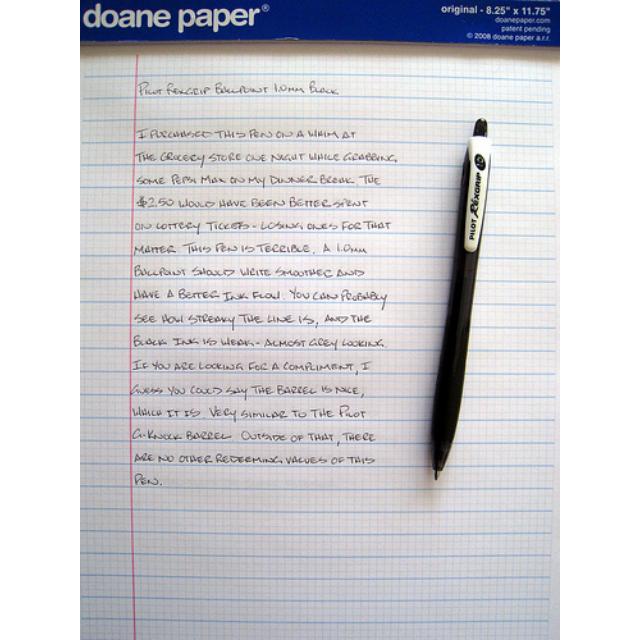 doane paper®
original - 8.25" x 11.75"
doanepaper.com
patent pending
© 2008 doane paper a.r.r.
PILOT REXGRIP BALLPOINT 1.0MM BLACK
I PURCHASED THIS PEN ON A WHIM AT
THE GROCERY STORE ONE NIGHT WHILE GRABBING
SOME PEPSI MAX ON MY DINNER BREAK. THE
$2.50 WOULD HAVE BEEN BETTER SPENT
ON LOTTERY TICKETS - LOSING ONES FOR THAT
MATTER. THIS PEN IS TERRIBLE. A 1.0MM
BALLPOINT SHOULD WRITE SMOOTHER AND
HAVE A BETTER INK FLOW. YOU CAN PROBABLY
SEE HOW STREAKY THE LINE IS, AND THE
BLACK INK IS WEAK - ALMOST GREY LOOKING.
IF YOU ARE LOOKING FOR A COMPLIMENT, I
GUESS YOU COULD SAY THE BARREL IS NICE,
WHICH IT IS. VERY SIMILAR TO THE PILOT
G-KNOCK BARREL. OUTSIDE OF THAT, THERE
ARE NO OTHER REDEEMING VALUES OF THIS
PEN.
PILOT RéXGRIP 1.0